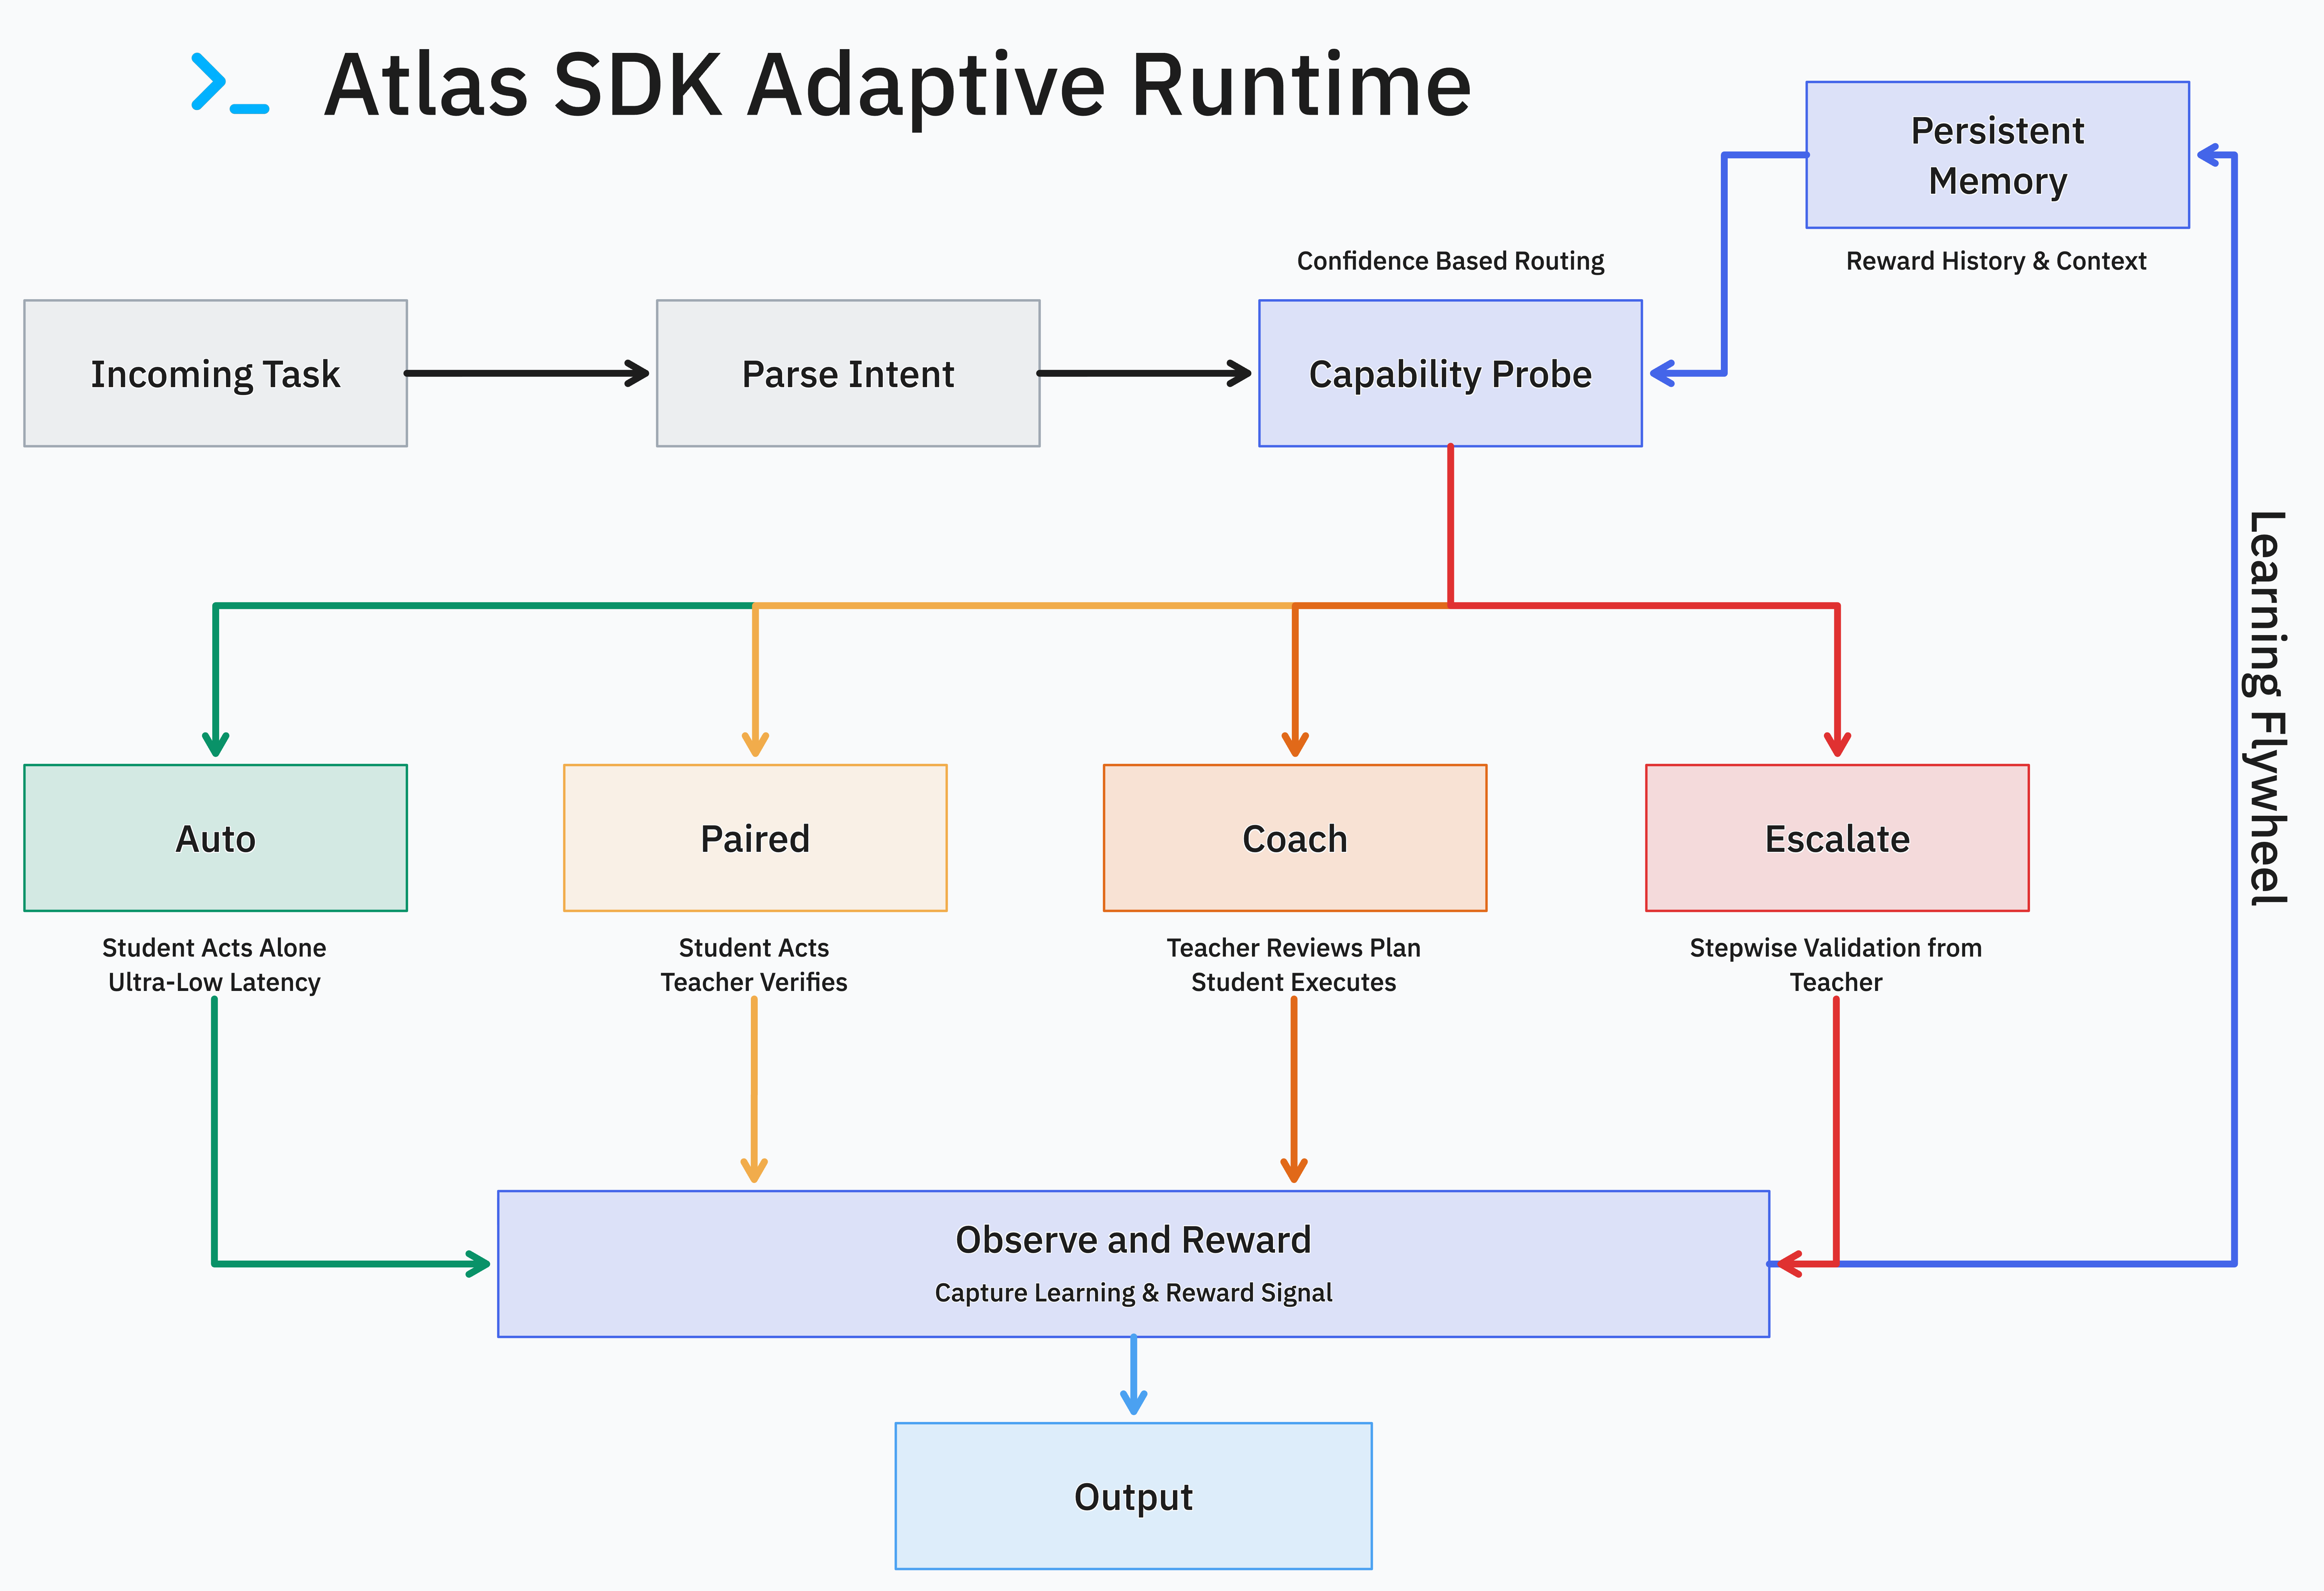 Atlas SDK Adaptive Runtime
Persistent
Memory
Reward History & Context
Confidence Based Routing
Incoming Task
Parse Intent
Capability Probe
Learning Flywheel
Auto
Student Acts Alone
Ultra-Low Latency
Paired
Student Acts
Teacher Verifies
Coach
Teacher Reviews Plan
Student Executes
Escalate
Stepwise Validation from
Teacher
Observe and Reward
Capture Learning & Reward Signal
Output